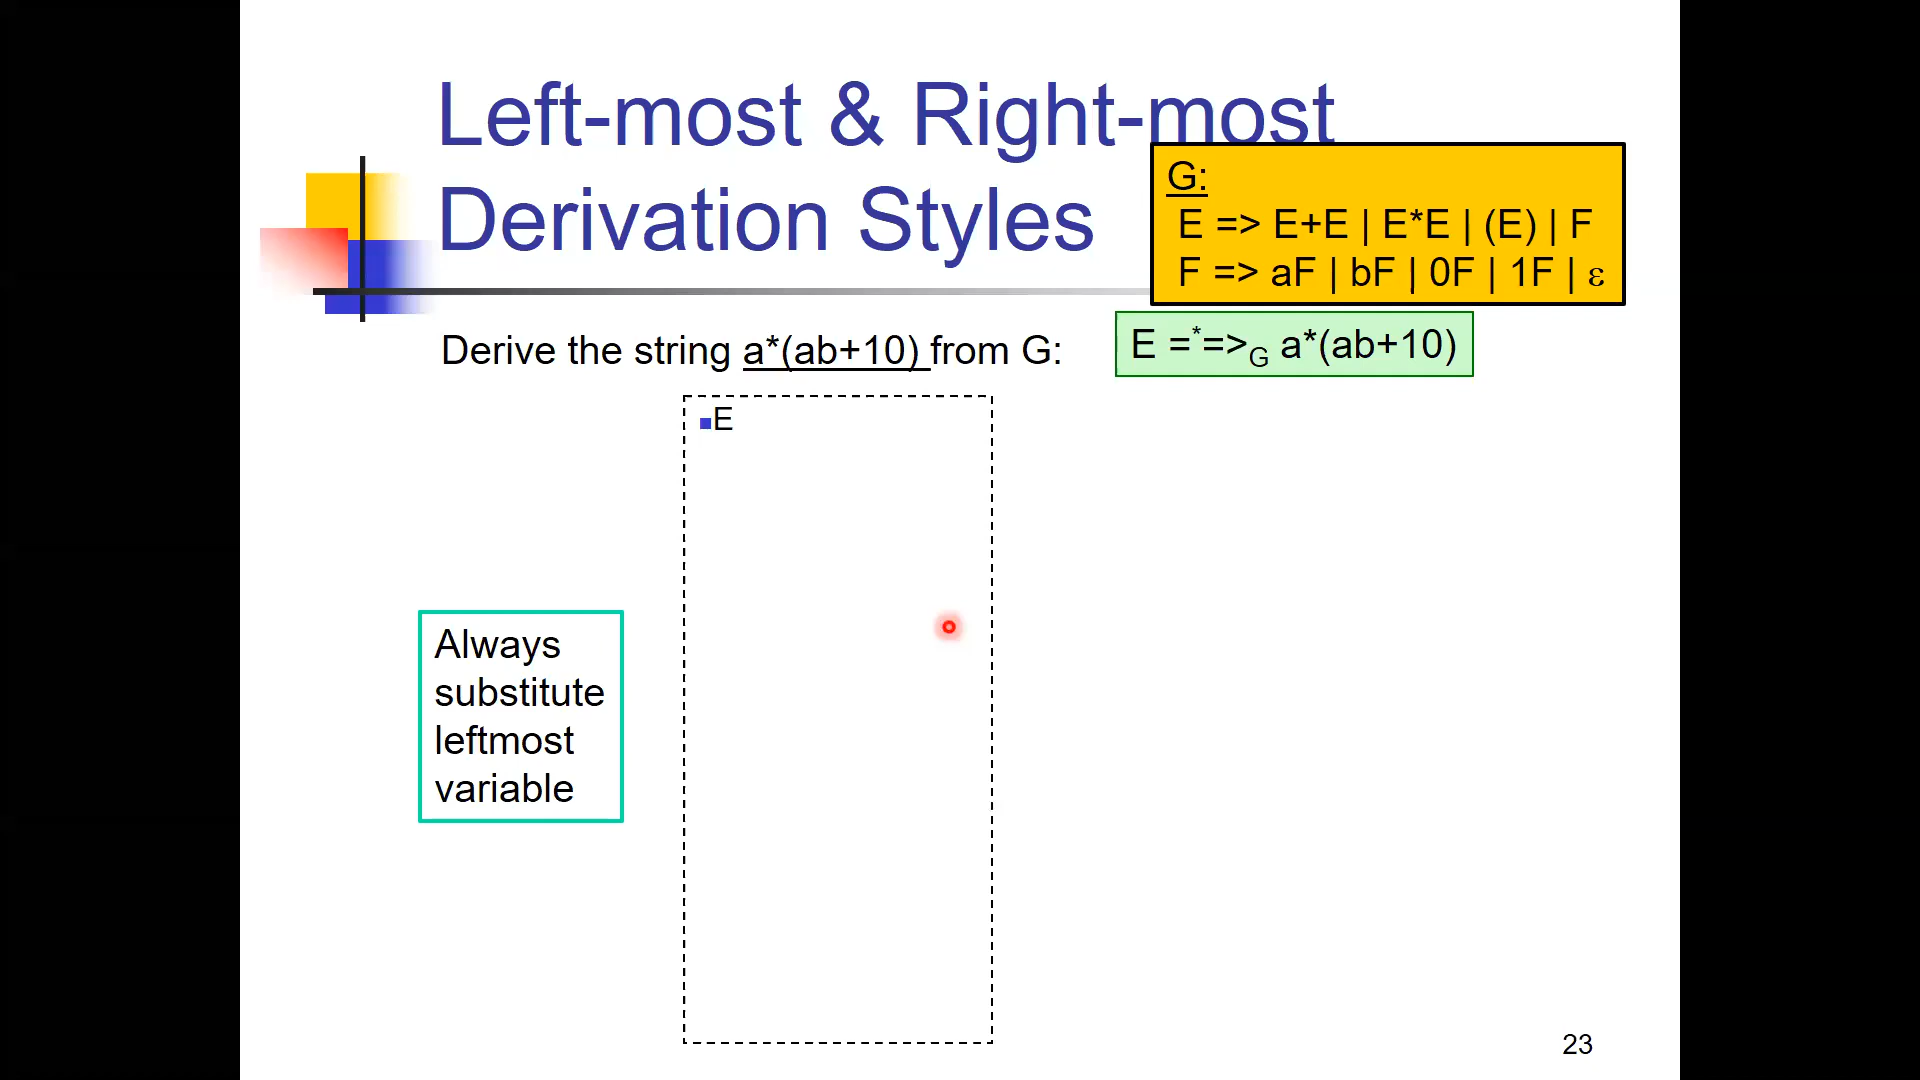 Left-most & Right-most
Derivation Styles
G:
E => E+E | E*E | (E) | F
F => aF | bF | 0F | 1F | ε
Derive the string a*(ab+10) from G:
E =*=>G a*(ab+10)
E
Always
substitute
leftmost
variable
23